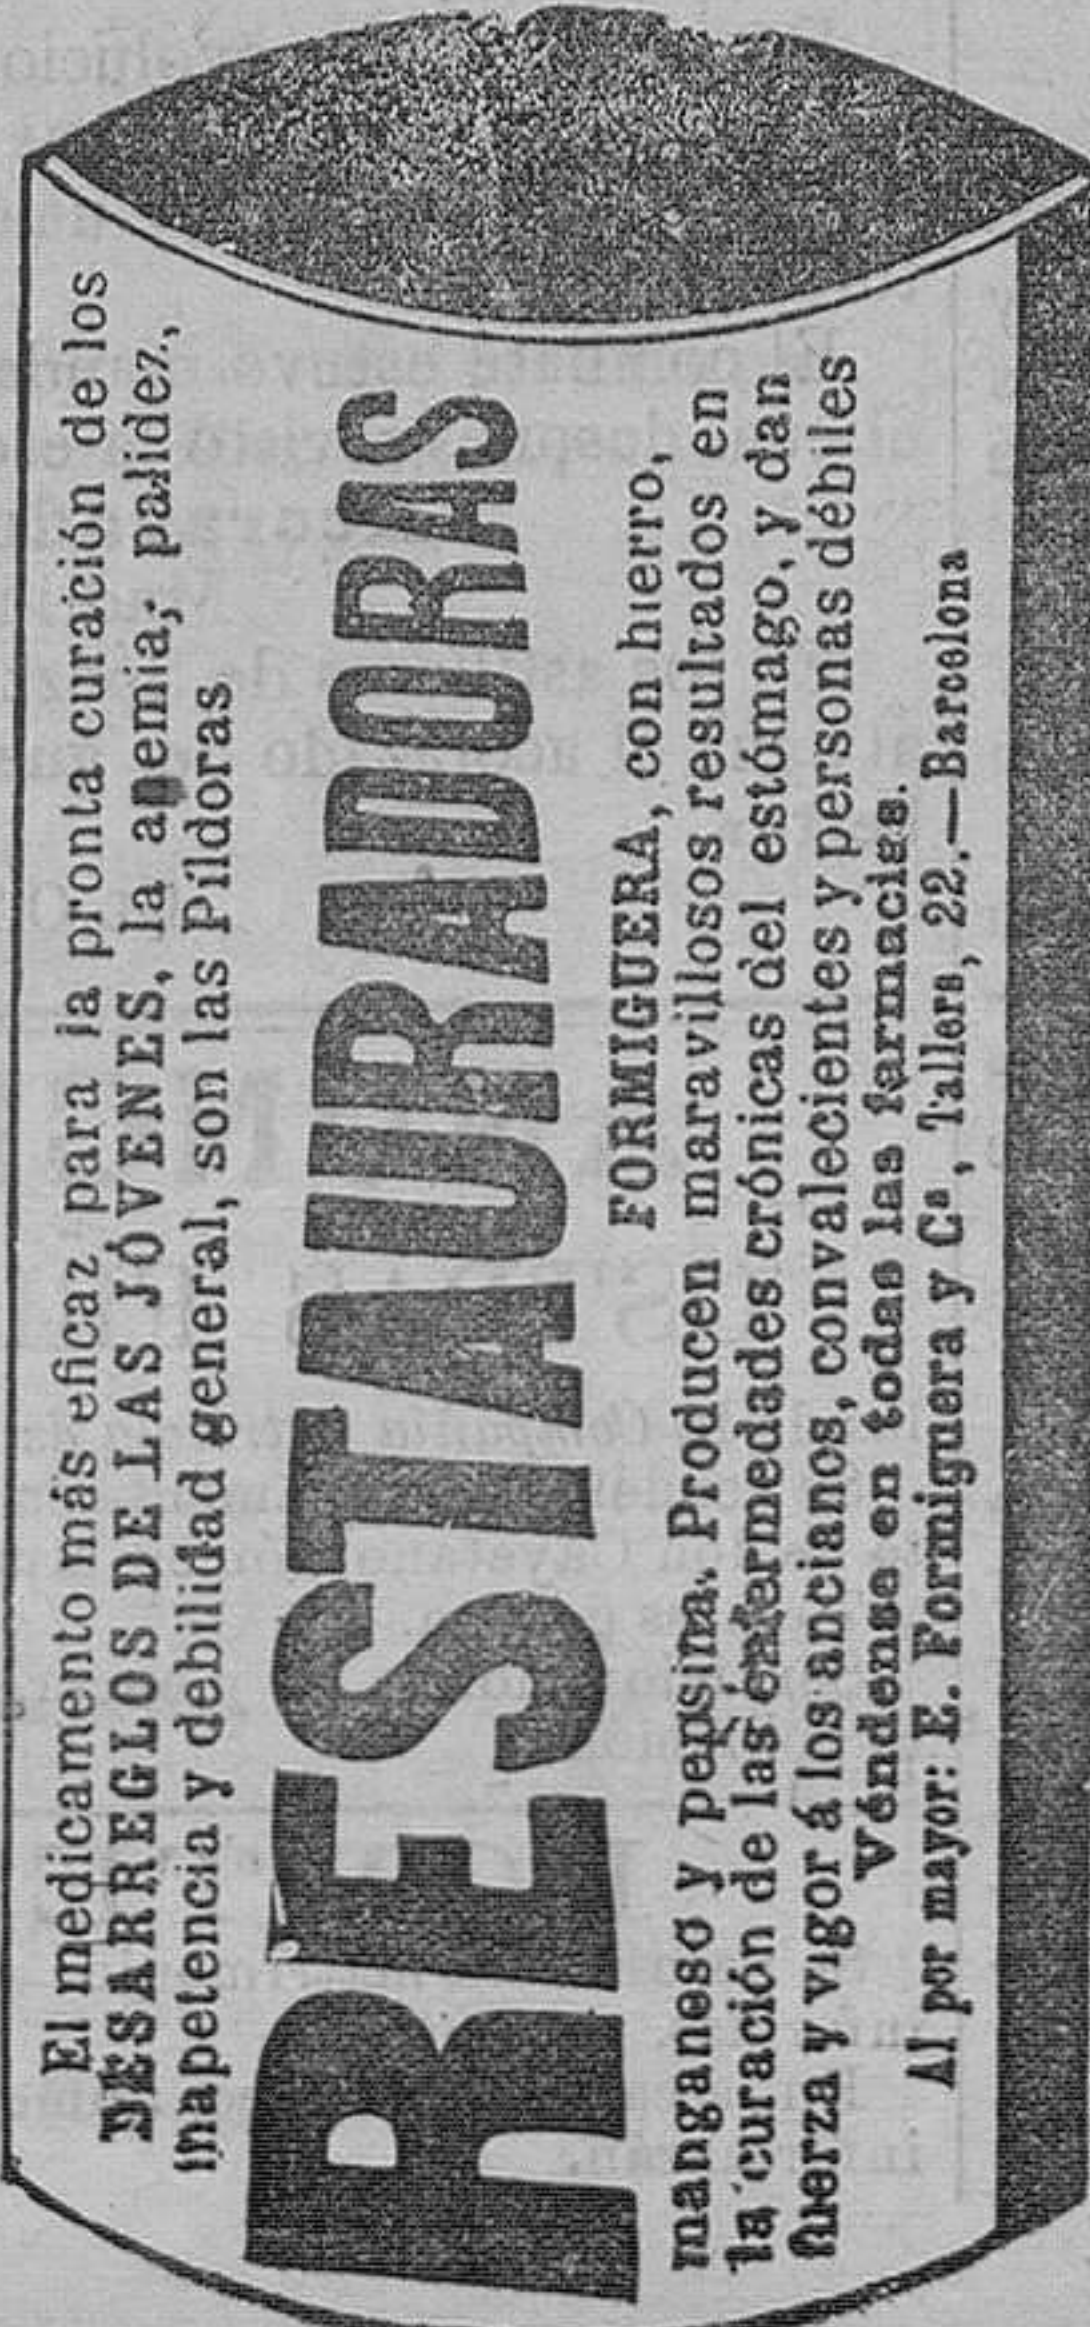 El medicamento más eficaz para la pronta curación de los
DESARREGLOS DE LAS JÓVENES, la anemia, palidez,
inapetencia y debilidad general, son las Píldoras
RESTAURADORAS
FORMIGUERA, con hierro,
manganeso y pepsina. Producen maravillosos resultados en
la curación de las enfermedades crónicas del estómago, y dan
fuerza y vigor á los ancianos, convalecientes y personas débiles
Véndense en todas las farmacias.
Al por mayor: E. Formiguera y Cª, Tallers, 22.—Barcelona